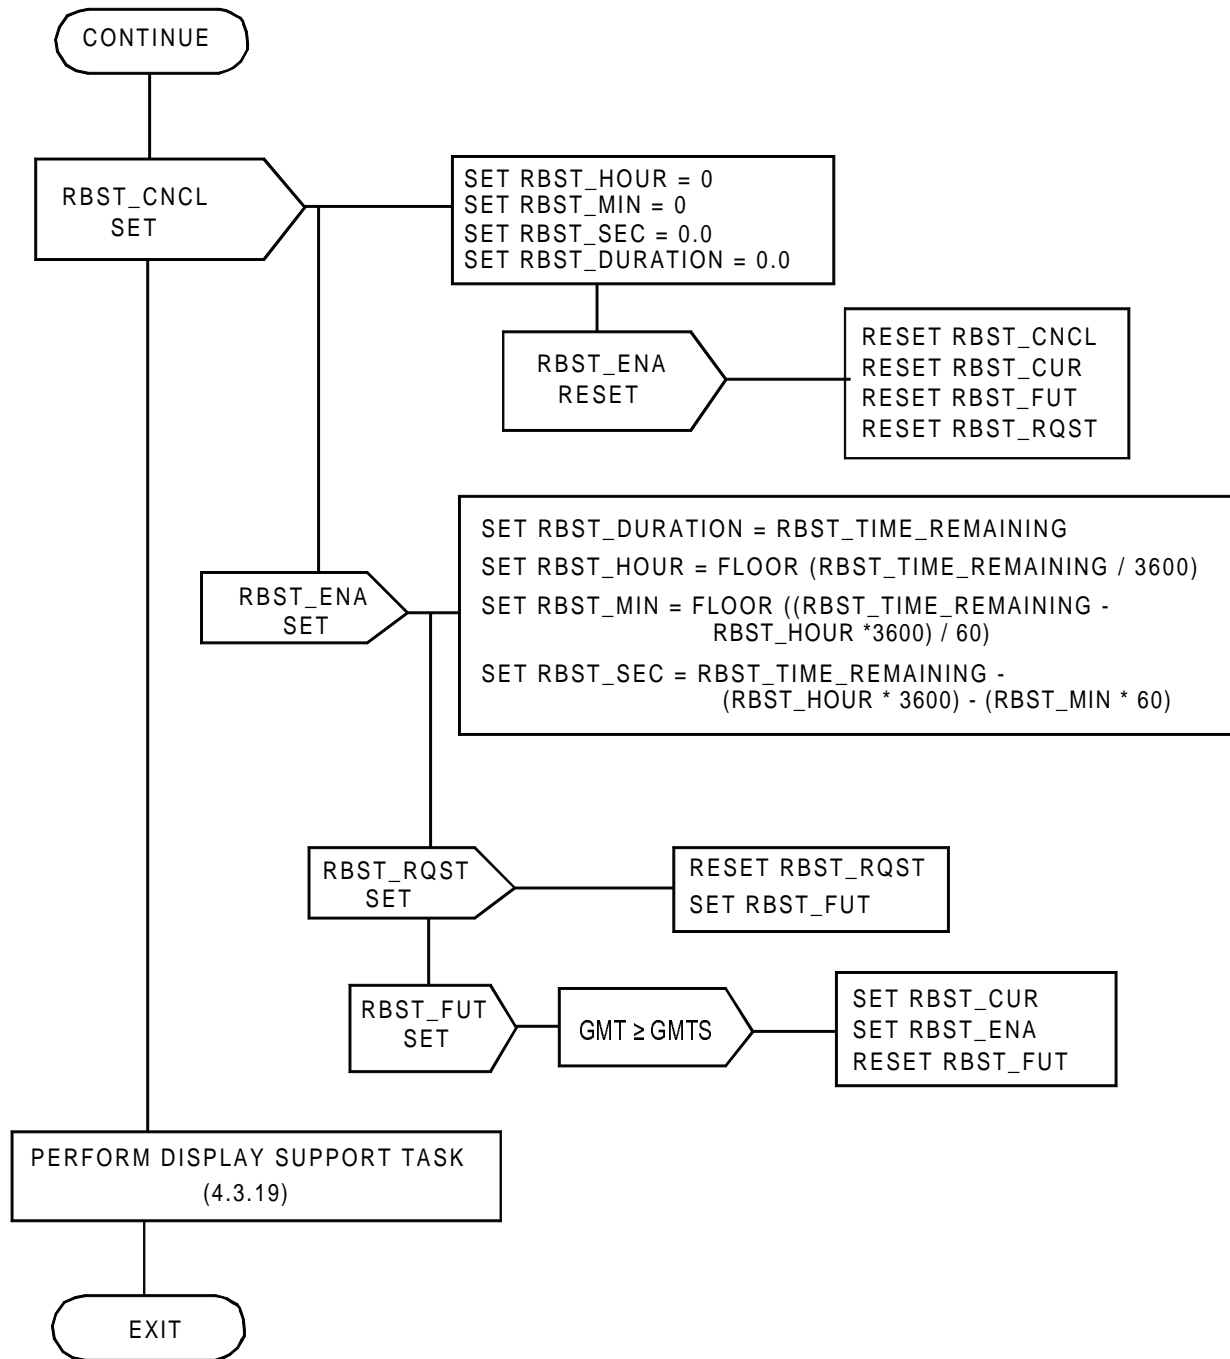 CONTINUE
RBST_CNCL
SET
SET RBST_HOUR = 0
SET RBST_MIN = 0
SET RBST_SEC = 0.0
SET RBST_DURATION = 0.0
RBST_ENA
RESET
RESET RBST_CNCL
RESET RBST_CUR
RESET RBST_FUT
RESET RBST_RQST
RBST_ENA
SET
SET RBST_DURATION = RBST_TIME_REMAINING
SET RBST_HOUR = FLOOR (RBST_TIME_REMAINING / 3600)
SET RBST_MIN = FLOOR ((RBST_TIME_REMAINING -
RBST_HOUR *3600) / 60)
SET RBST_SEC = RBST_TIME_REMAINING -
(RBST_HOUR * 3600) - (RBST_MIN * 60)
RBST_RQST
SET
RESET RBST_RQST
SET RBST_FUT
RBST_FUT
SET
GMT ≥ GMTS
SET RBST_CUR
SET RBST_ENA
RESET RBST_FUT
PERFORM DISPLAY SUPPORT TASK
(4.3.19)
EXIT